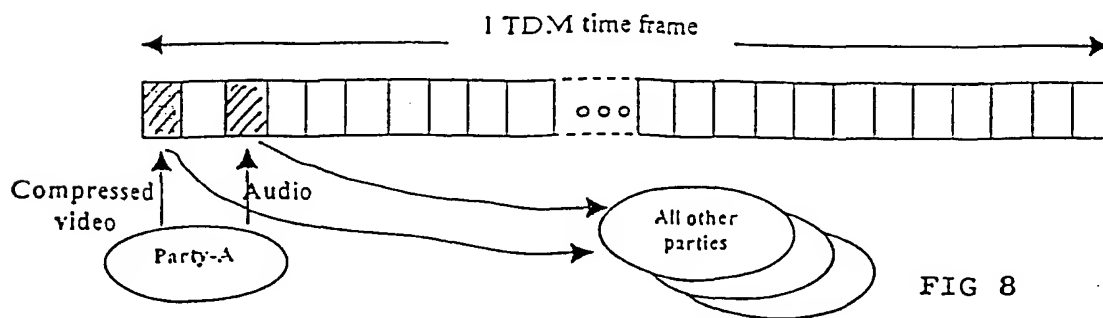 1 TDM time frame
Compressed
video
Audio
Party-A
All other
parties
FIG 8